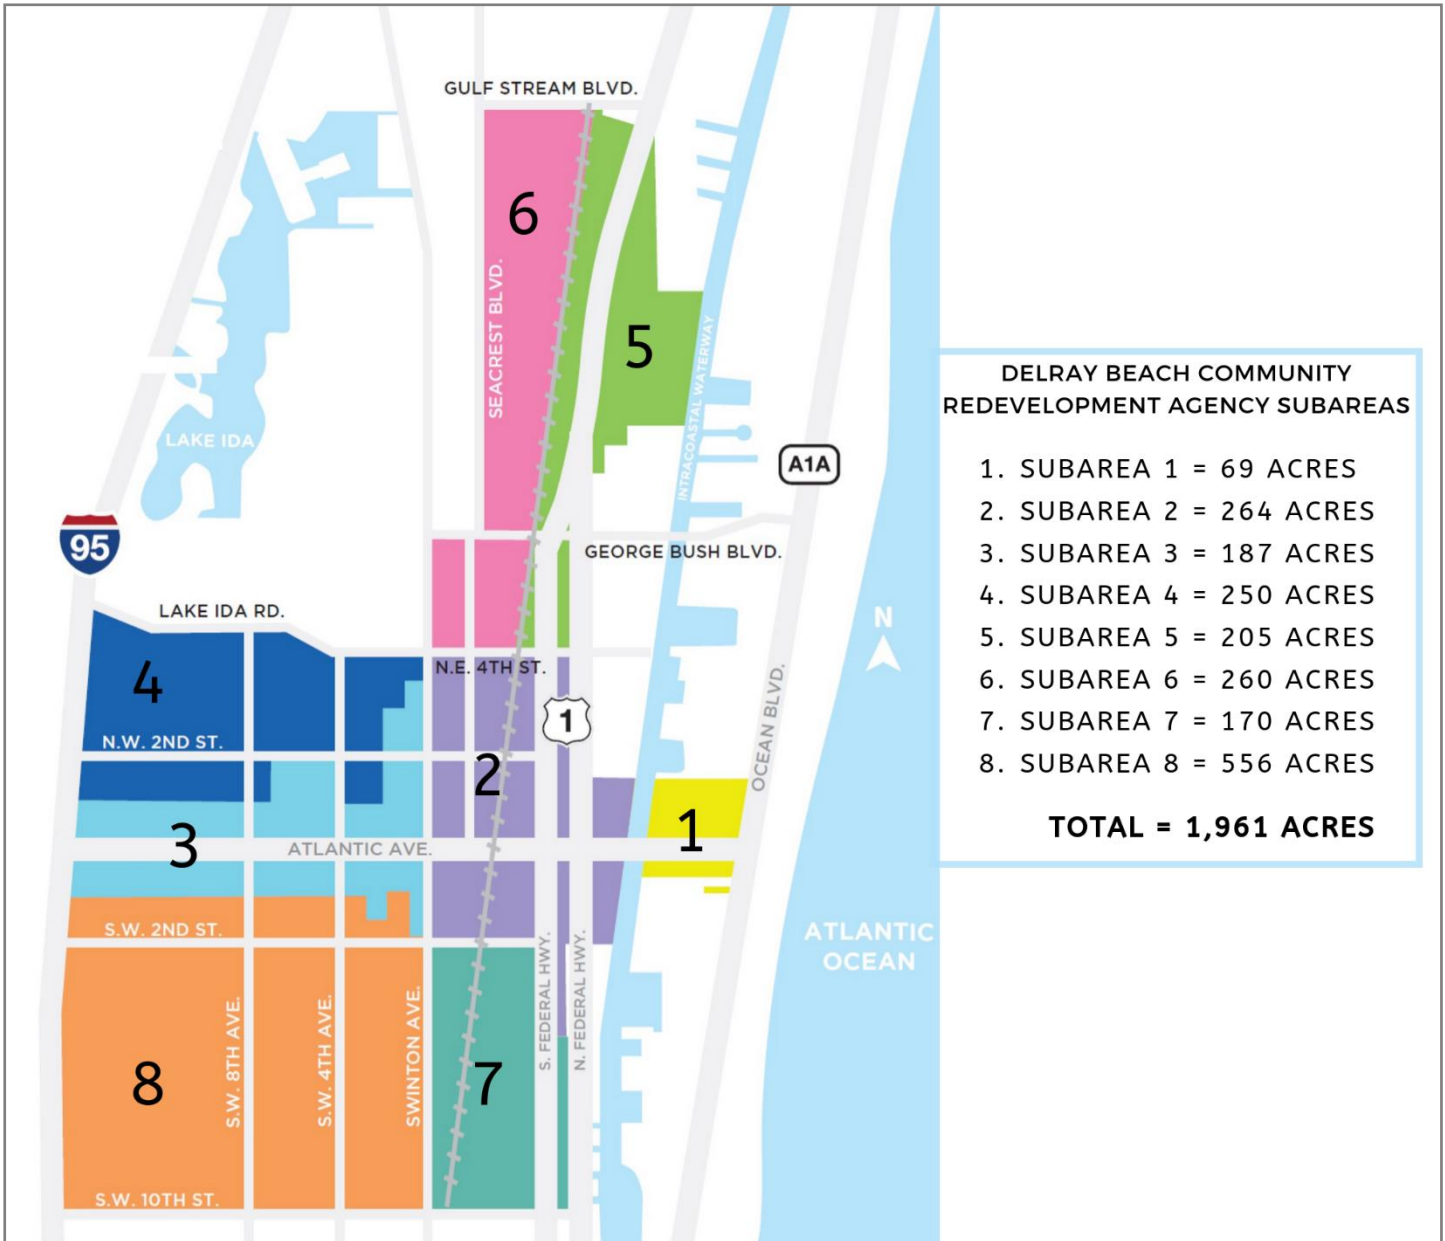 GULF STREAM BLVD.
6
SEACREST BLVD.
5
INTRACOASTAL WATERWAY
LAKE IDA
A1A
95
GEORGE BUSH BLVD.
LAKE IDA RD.
N
4
N.E. 4TH ST.
1
OCEAN BLVD.
N.W. 2ND ST.
2
3
1
ATLANTIC AVE.
S.W. 2ND ST.
ATLANTIC
OCEAN
S. FEDERAL HWY.
N. FEDERAL HWY.
S.W. 8TH AVE.
S.W. 4TH AVE.
SWINTON AVE.
8
7
S.W. 10TH ST.
DELRAY BEACH COMMUNITY
REDEVELOPMENT AGENCY SUBAREAS
1. SUBAREA 1 = 69 ACRES
2. SUBAREA 2 = 264 ACRES
3. SUBAREA 3 = 187 ACRES
4. SUBAREA 4 = 250 ACRES
5. SUBAREA 5 = 205 ACRES
6. SUBAREA 6 = 260 ACRES
7. SUBAREA 7 = 170 ACRES
8. SUBAREA 8 = 556 ACRES
TOTAL = 1,961 ACRES